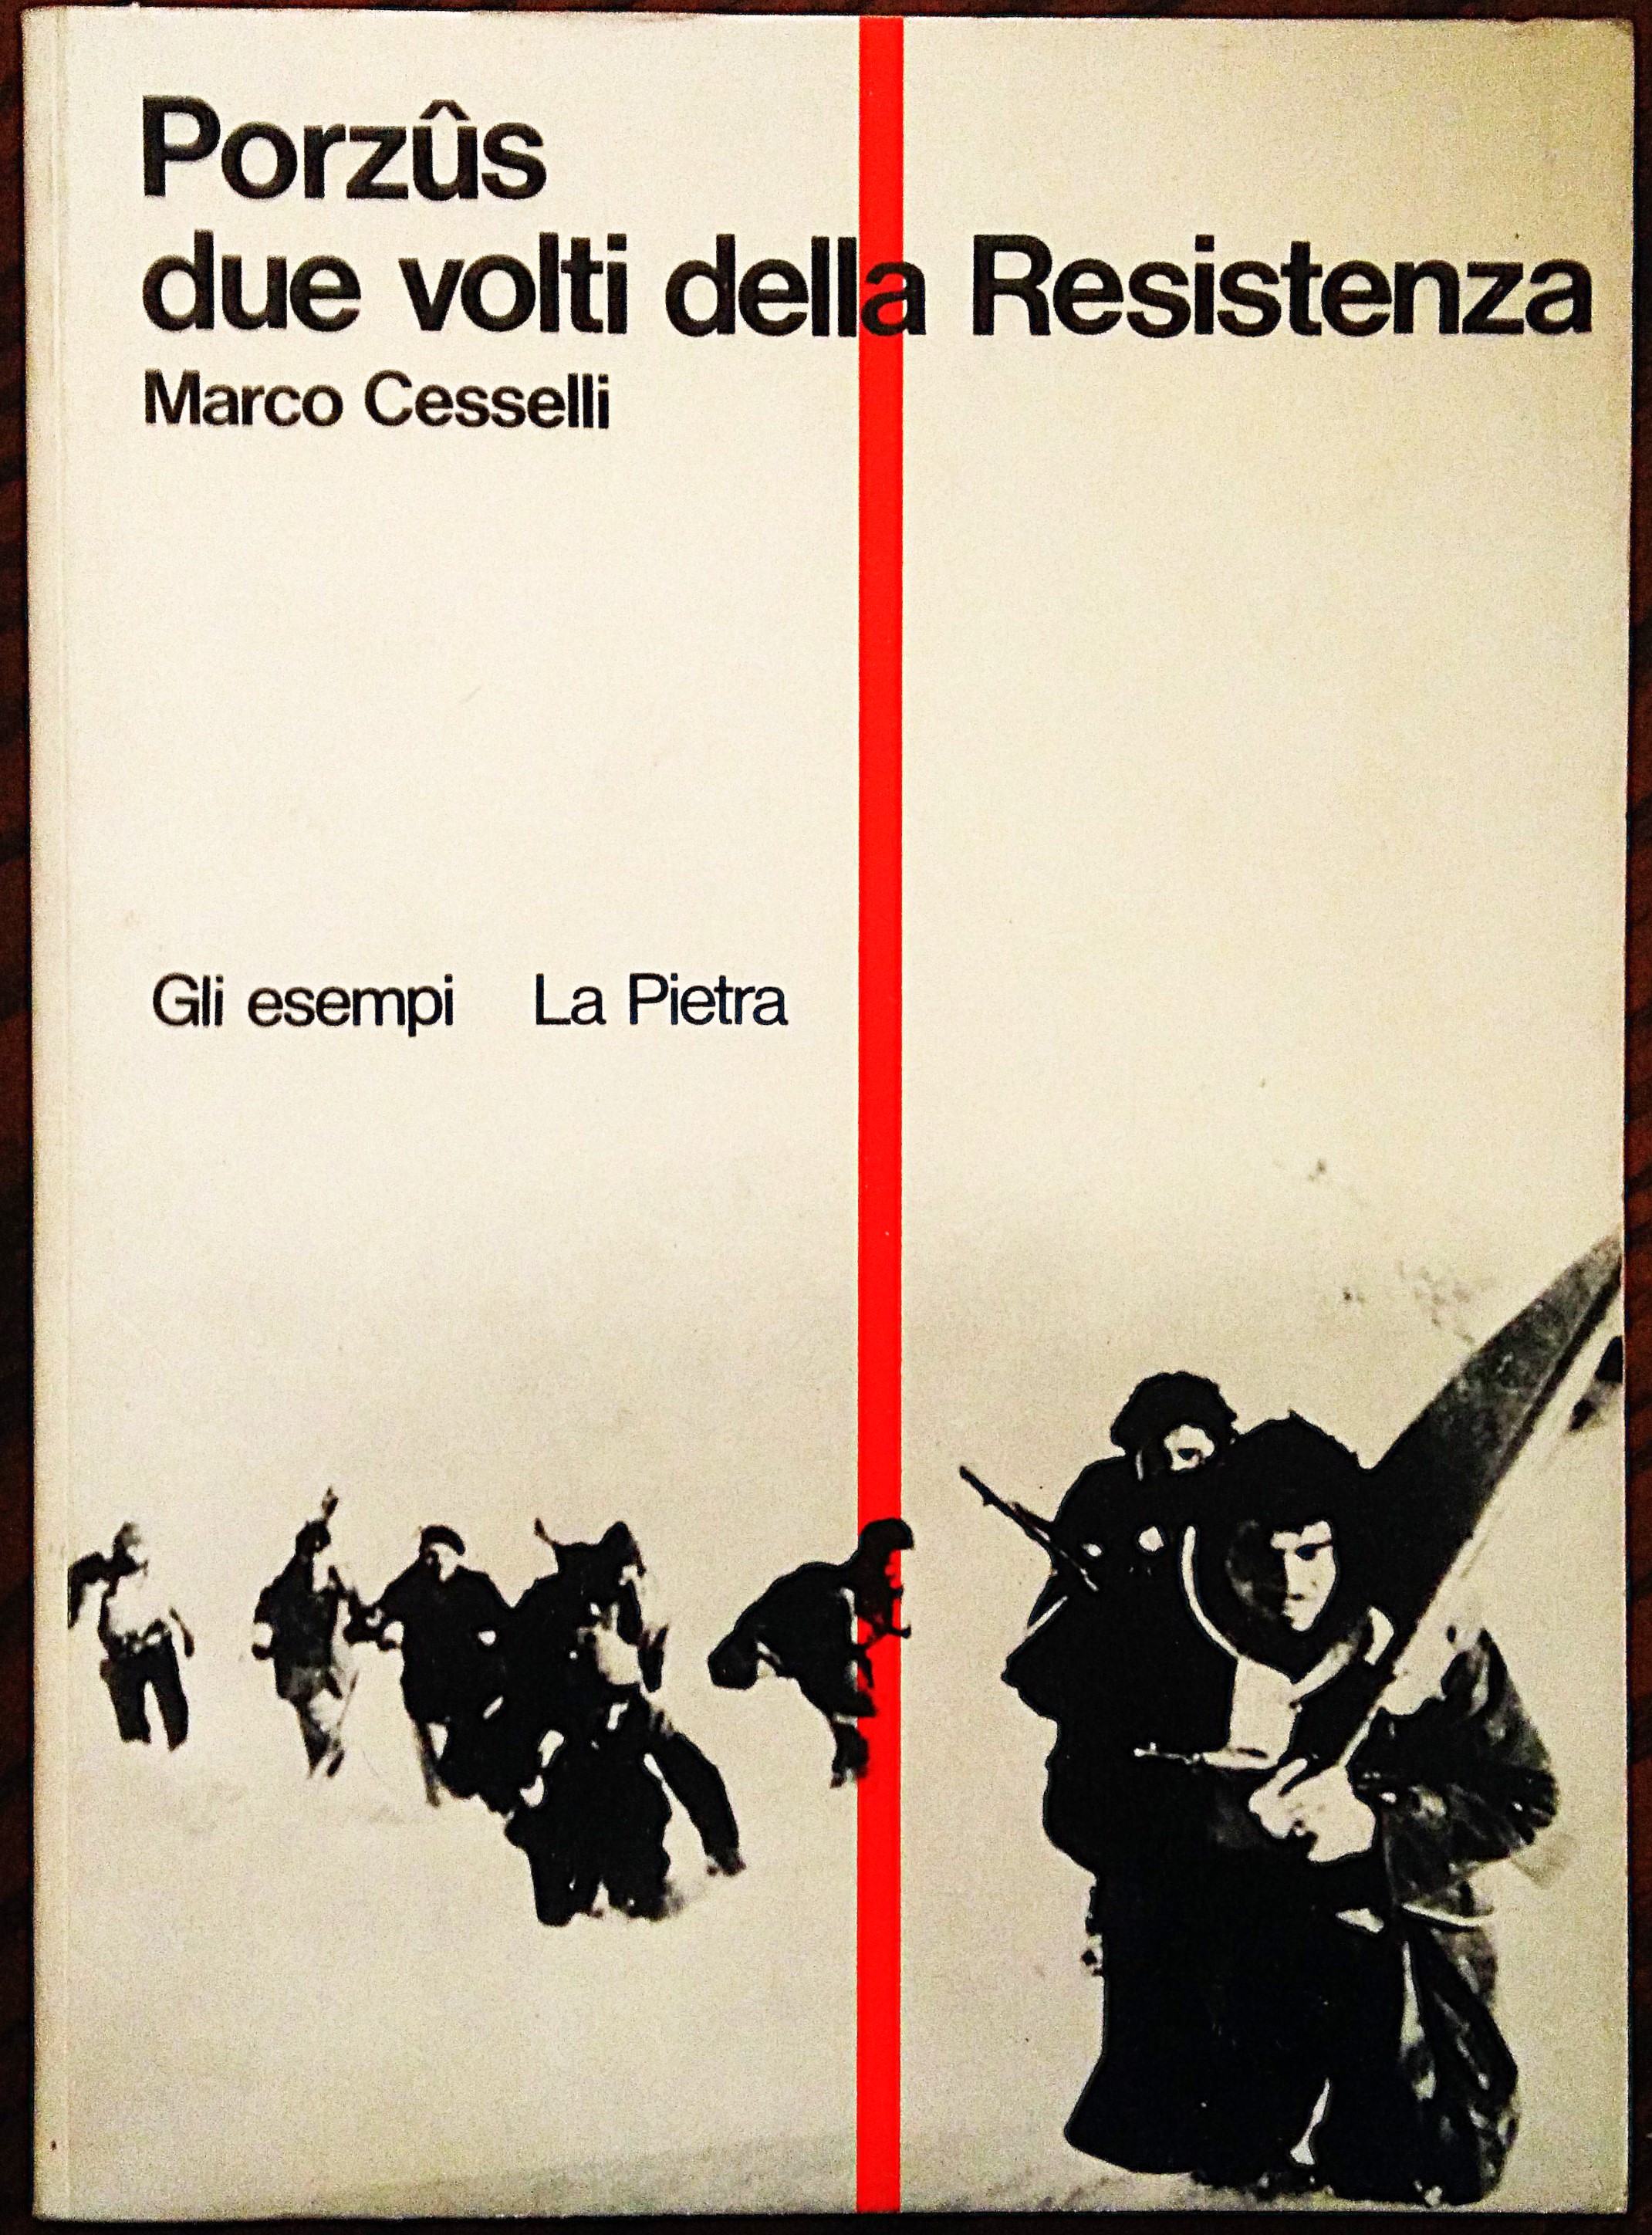 Porzûs
due volti della Resistenza
Marco Cesselli
Gli esempi La Pietra